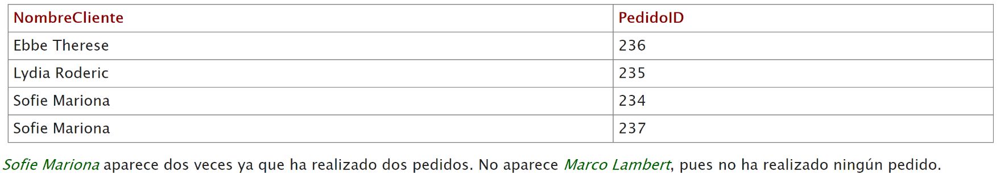 NombreCliente PedidoID
Ebbe Therese 236
Lydia Roderic 235
Sofie Mariona 234
Sofie Mariona 237
Sofie Mariona aparece dos veces ya que ha realizado dos pedidos. No aparece Marco Lambert, pues no ha realizado ningún pedido.